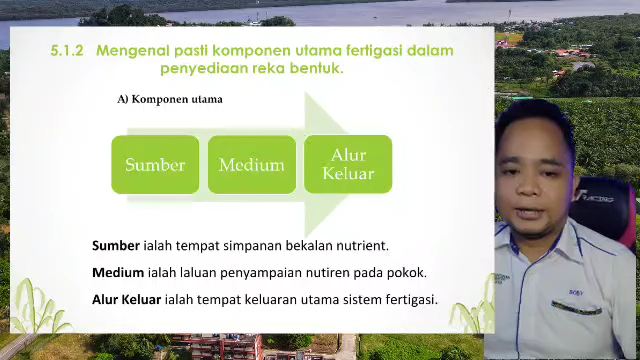 5.1.2 Mengenal pasti komponen utama fertigasi dalam
penyediaan reka bentuk.
A) Komponen utama
Sumber
Medium
Alur
Keluar
Sumber ialah tempat simpanan bekalan nutrient.
Medium ialah laluan penyampaian nutiren pada pokok.
Alur Keluar ialah tempat keluaran utama sistem fertigasi.
RACING